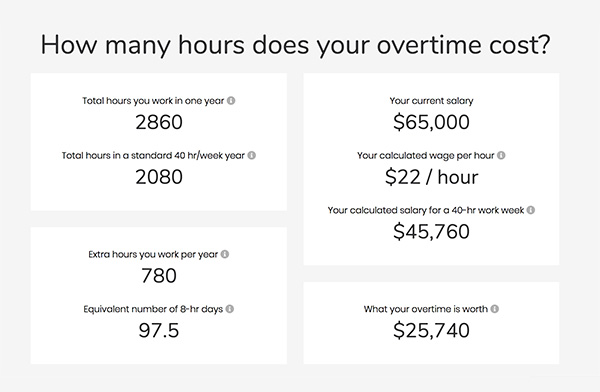 How many hours does your overtime cost?
Total hours you work in one year
2860
Total hours in a standard 40 hr/week year
2080
Extra hours you work per year
780
Equivalent number of 8-hr days
97.5
Your current salary
$65,000
Your calculated wage per hour
$22 / hour
Your calculated salary for a 40-hr work week
$45,760
What your overtime is worth
$25,740